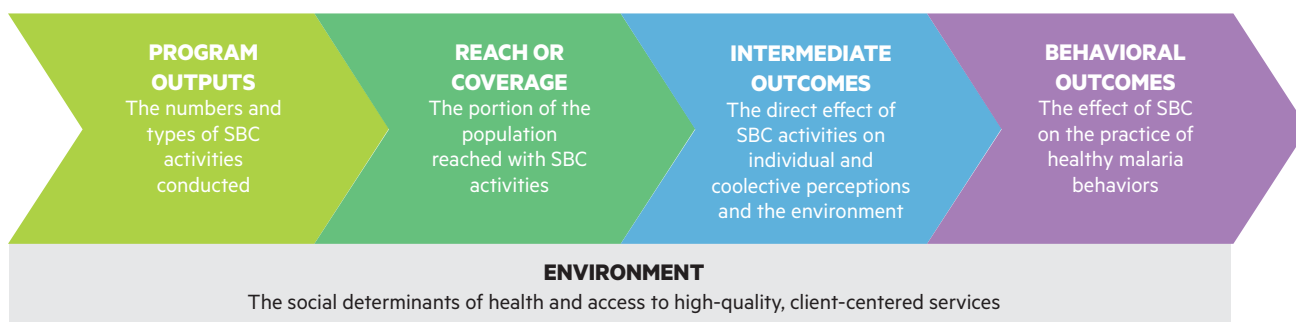 PROGRAM
OUTPUTS
The numbers and
types of SBC
activities
conducted
REACH OR
COVERAGE
The portion of the
population
reached with SBC
activities
INTERMEDIATE
OUTCOMES
The direct effect of
SBC activities on
individual and
coolective perceptions
and the environment
BEHAVIORAL
OUTCOMES
The effect of SBC
on the practice of
healthy malaria
behaviors
ENVIRONMENT
The social determinants of health and access to high-quality, client-centered services